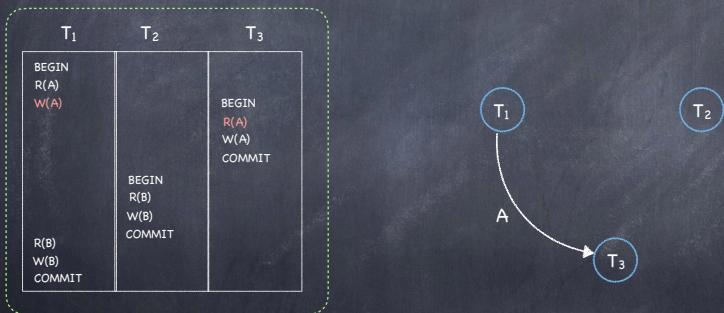 T1 T2 T3
BEGIN
R(A)
W(A)
BEGIN
R(A)
W(A)
COMMIT
BEGIN
R(B)
W(B)
COMMIT
R(B)
W(B)
COMMIT
T1
T2
A
T3